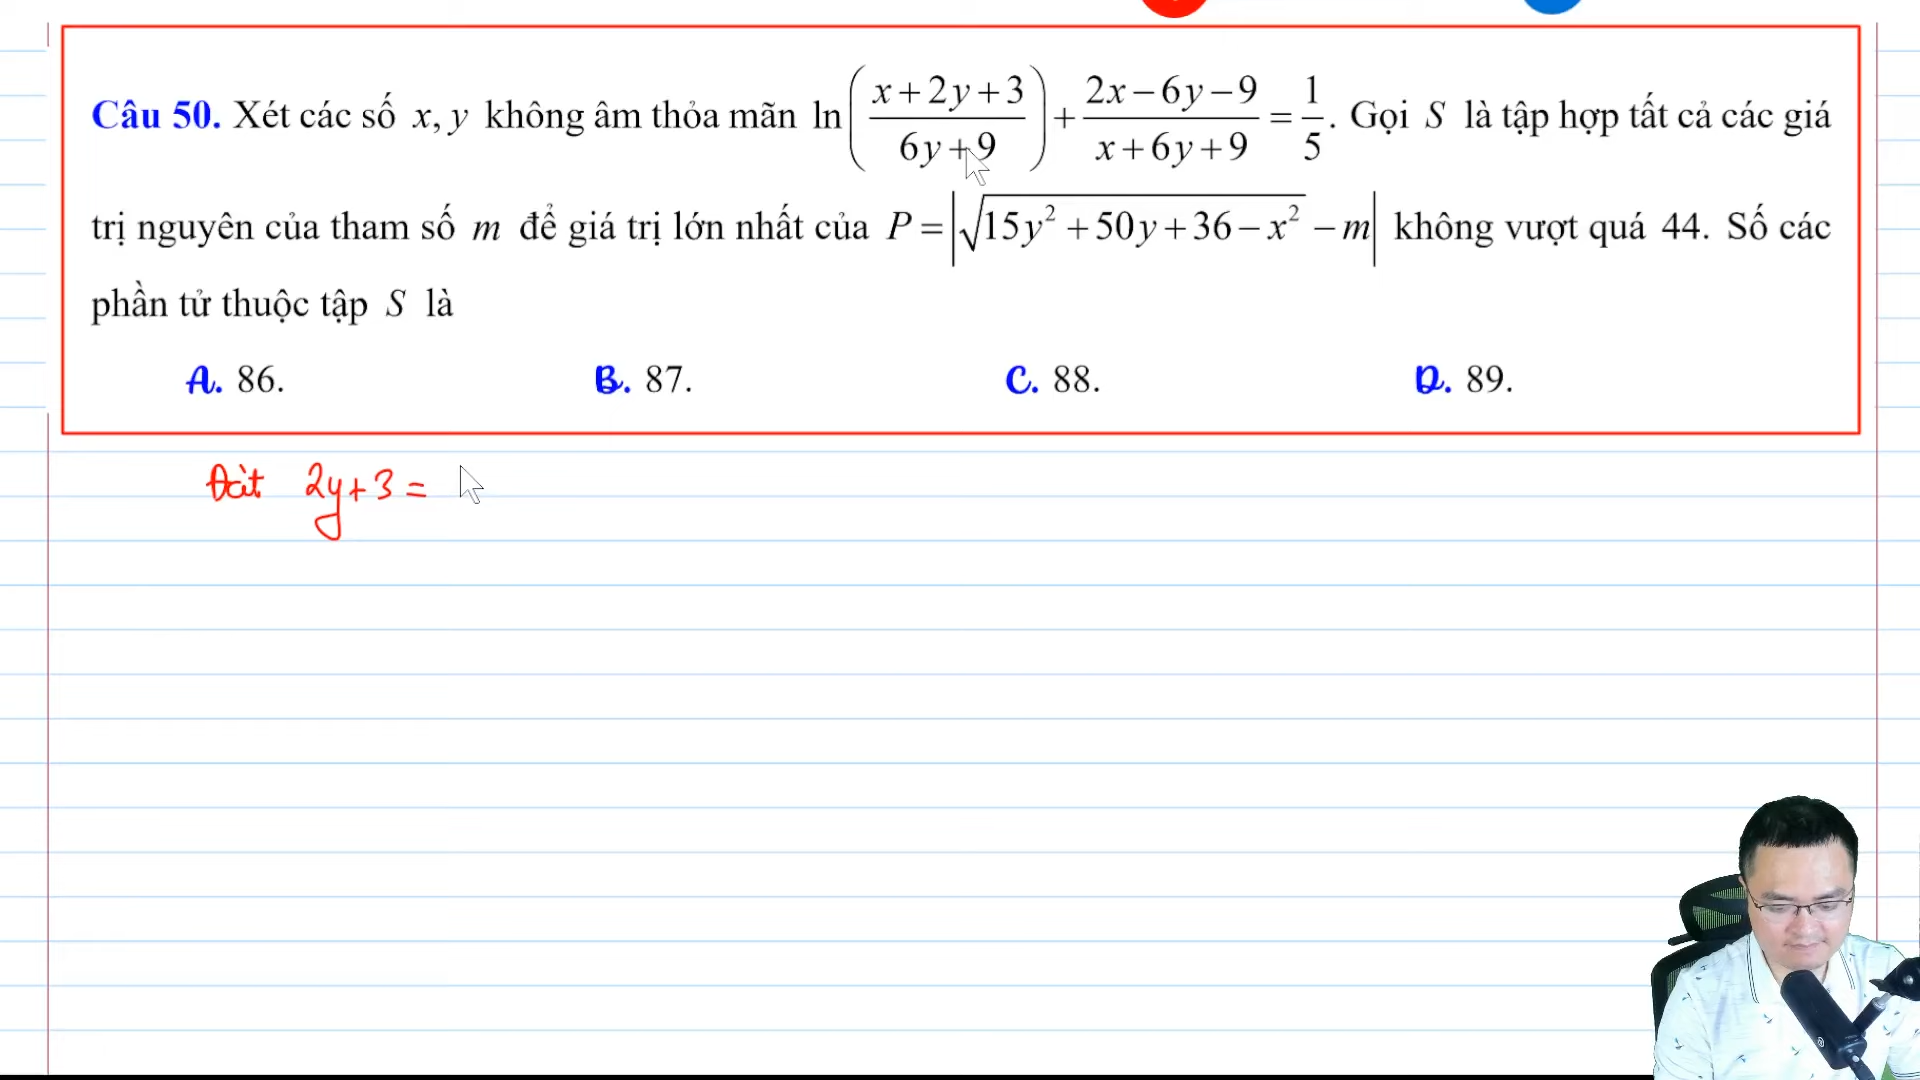 Câu 50. Xét các số x, y không âm thỏa mãn ln((x+2y+3)/(6y+9)) + (2x−6y−9)/(x+6y+9) = 1/5. Gọi S là tập hợp tất cả các giá
trị nguyên của tham số m để giá trị lớn nhất của P = |√(15y² + 50y + 36 − x²) − m| không vượt quá 44. Số các
phần tử thuộc tập S là
A. 86. B. 87. C. 88. D. 89.
Đặt 2y+3 =